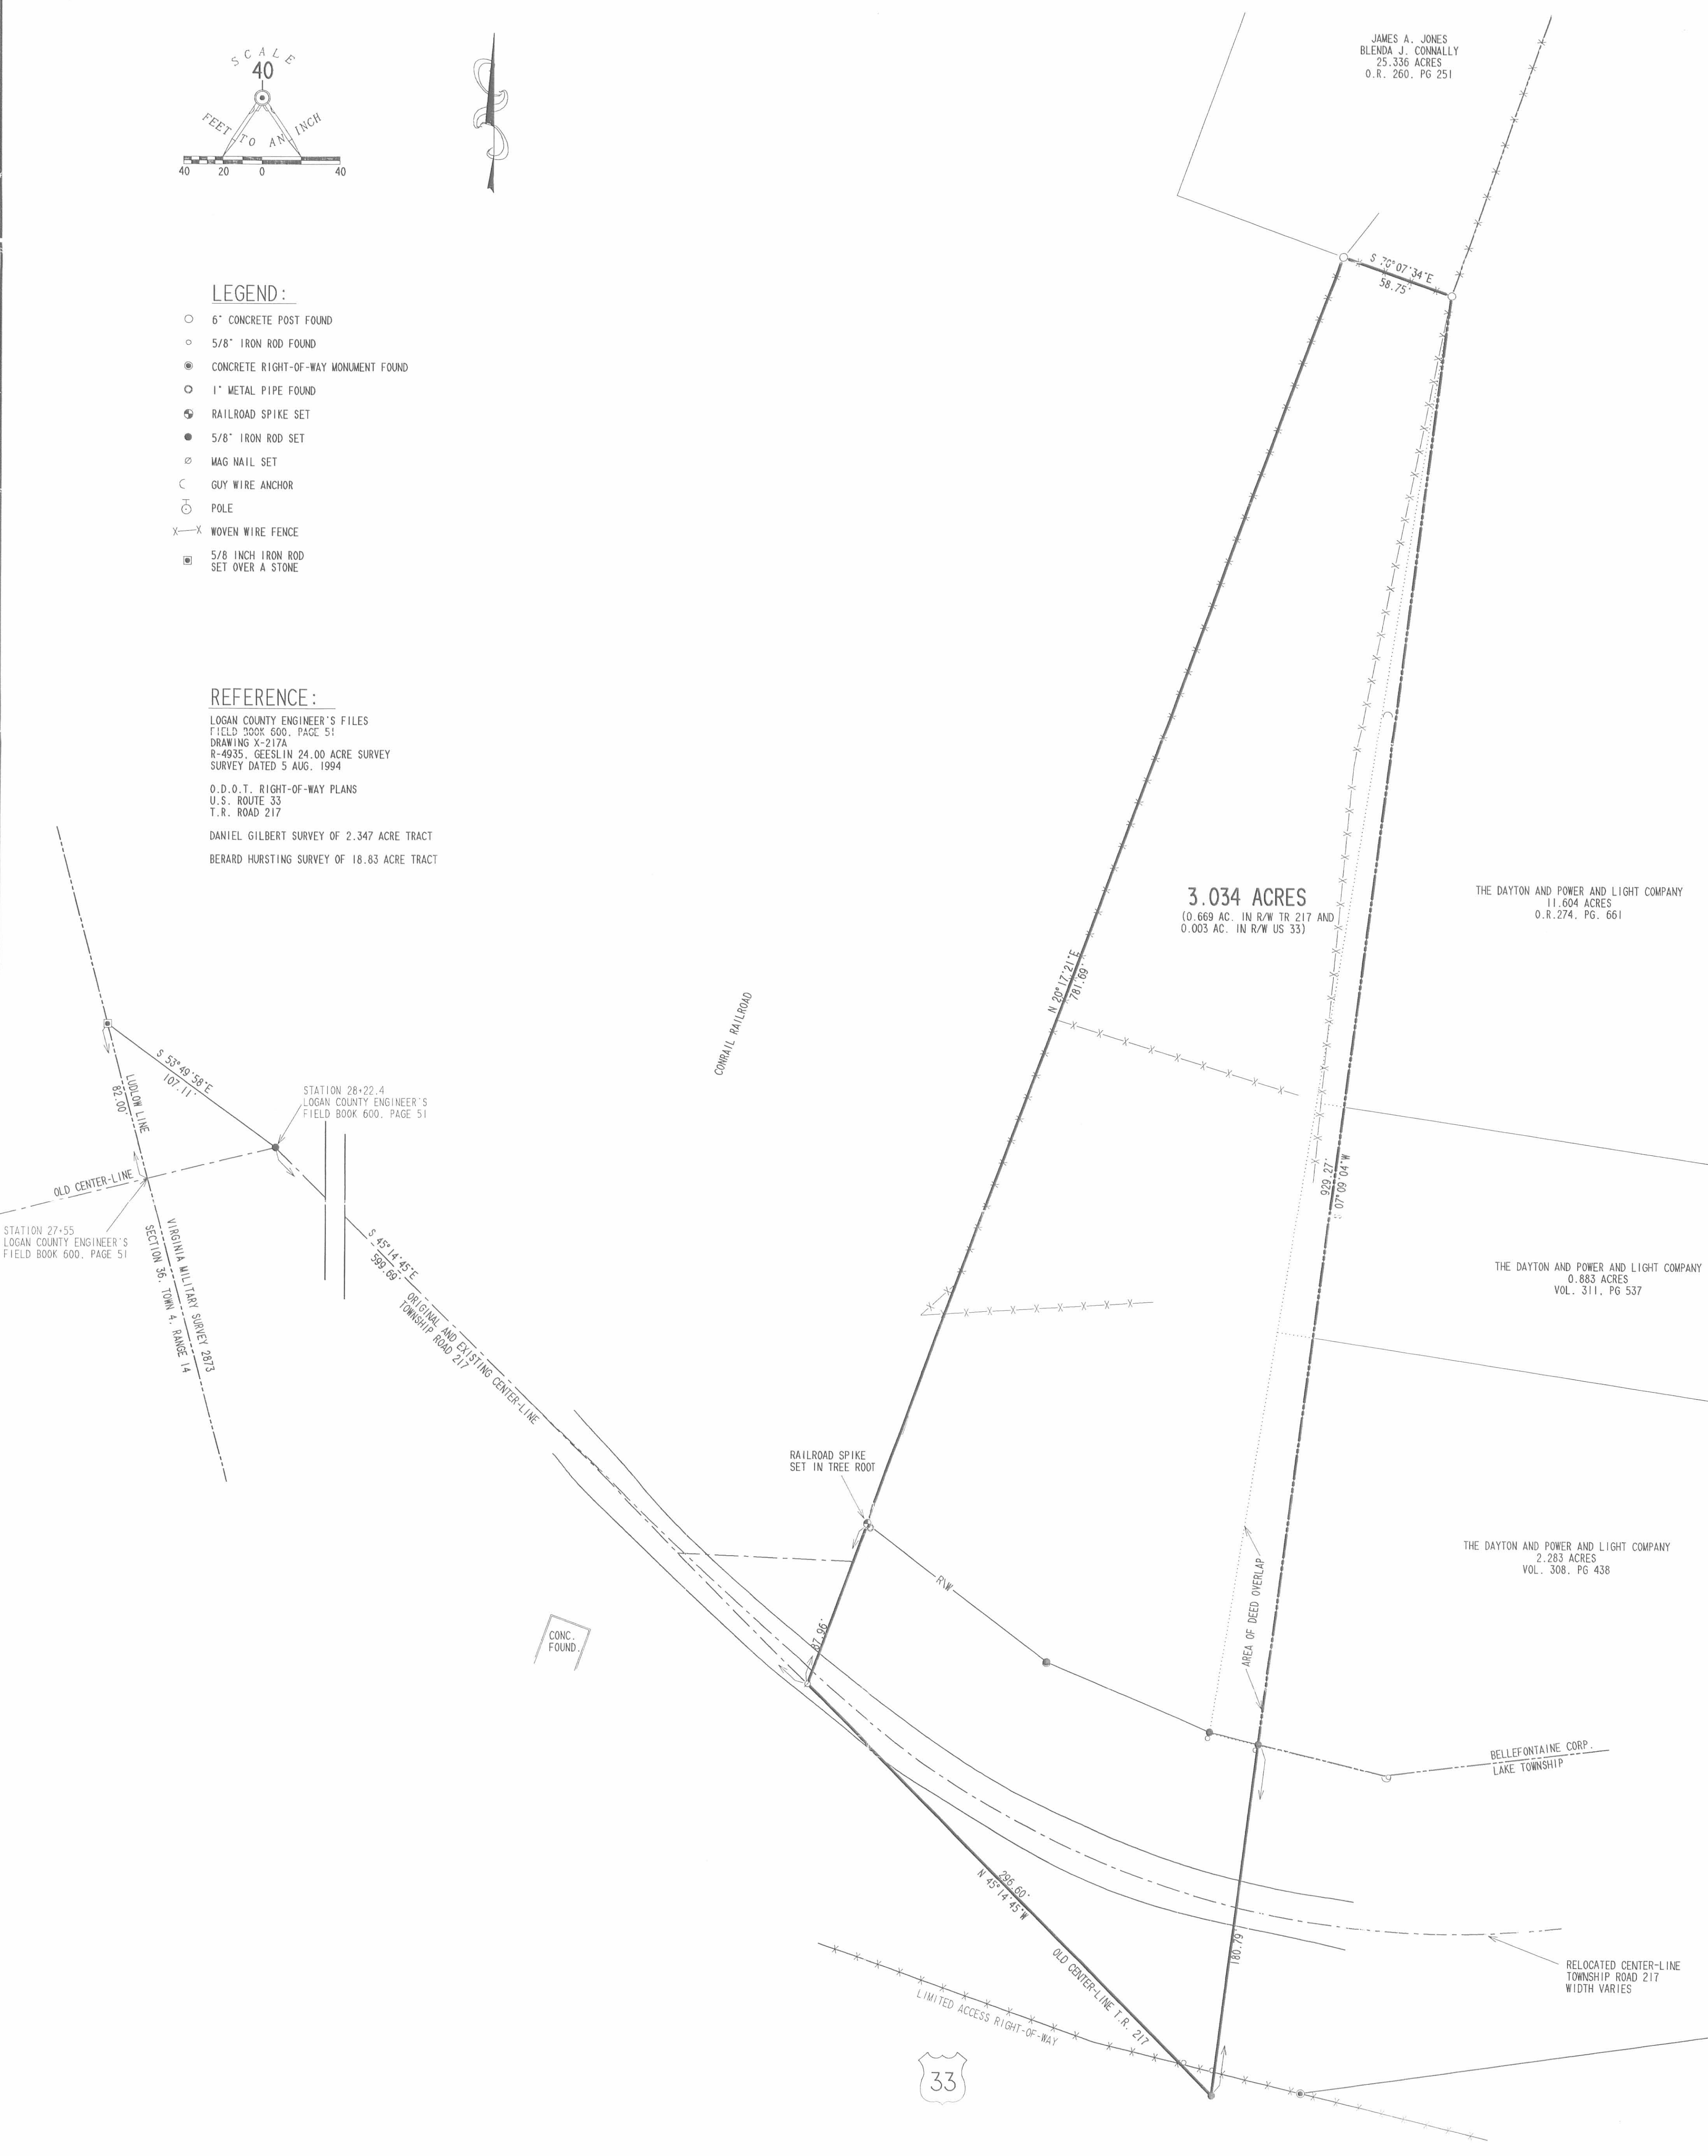 SCALE
40
FEET TO AN INCH
40 20 0 40
JAMES A. JONES
BLENDA J. CONNALLY
25.336 ACRES
O.R. 260, PG 251
S 70°07'34"E
58.75'
LEGEND:
6" CONCRETE POST FOUND
5/8" IRON ROD FOUND
CONCRETE RIGHT-OF-WAY MONUMENT FOUND
1" METAL PIPE FOUND
RAILROAD SPIKE SET
5/8" IRON ROD SET
MAG NAIL SET
GUY WIRE ANCHOR
POLE
X—X WOVEN WIRE FENCE
5/8 INCH IRON ROD
SET OVER A STONE
REFERENCE:
LOGAN COUNTY ENGINEER'S FILES
FIELD BOOK 600, PAGE 51
DRAWING X-217A
R-4935, GEESLIN 24.00 ACRE SURVEY
SURVEY DATED 5 AUG. 1994
O.D.O.T. RIGHT-OF-WAY PLANS
U.S. ROUTE 33
T.R. ROAD 217
DANIEL GILBERT SURVEY OF 2.347 ACRE TRACT
BERARD HURSTING SURVEY OF 18.83 ACRE TRACT
3.034 ACRES
(0.669 AC. IN R/W TR 217 AND
0.003 AC. IN R/W US 33)
THE DAYTON AND POWER AND LIGHT COMPANY
11.604 ACRES
O.R.274, PG. 661
N 20°17'21"E
781.69'
CONRAIL RAILROAD
S 53°49'58"E
107.11'
LUDLOW LINE
82.00'
STATION 28+22.4
LOGAN COUNTY ENGINEER'S
FIELD BOOK 600, PAGE 51
OLD CENTER-LINE
STATION 27+55
LOGAN COUNTY ENGINEER'S
FIELD BOOK 600, PAGE 51
VIRGINIA MILITARY SURVEY 2873
SECTION 36, TOWN 4, RANGE 14
S 45°14'45"E
599.69'
ORIGINAL AND EXISTING CENTER-LINE
TOWNSHIP ROAD 217
929.27'
S 07°09'04"W
THE DAYTON AND POWER AND LIGHT COMPANY
0.883 ACRES
VOL. 311, PG 537
RAILROAD SPIKE
SET IN TREE ROOT
R\W
THE DAYTON AND POWER AND LIGHT COMPANY
2.283 ACRES
VOL. 308, PG 438
AREA OF DEED OVERLAP
CONC.
FOUND.
87.96'
BELLEFONTAINE CORP.
LAKE TOWNSHIP
296.60'
N 45°14'45"W
180.79'
OLD CENTER-LINE T.R. 217
LIMITED ACCESS RIGHT-OF-WAY
RELOCATED CENTER-LINE
TOWNSHIP ROAD 217
WIDTH VARIES
33